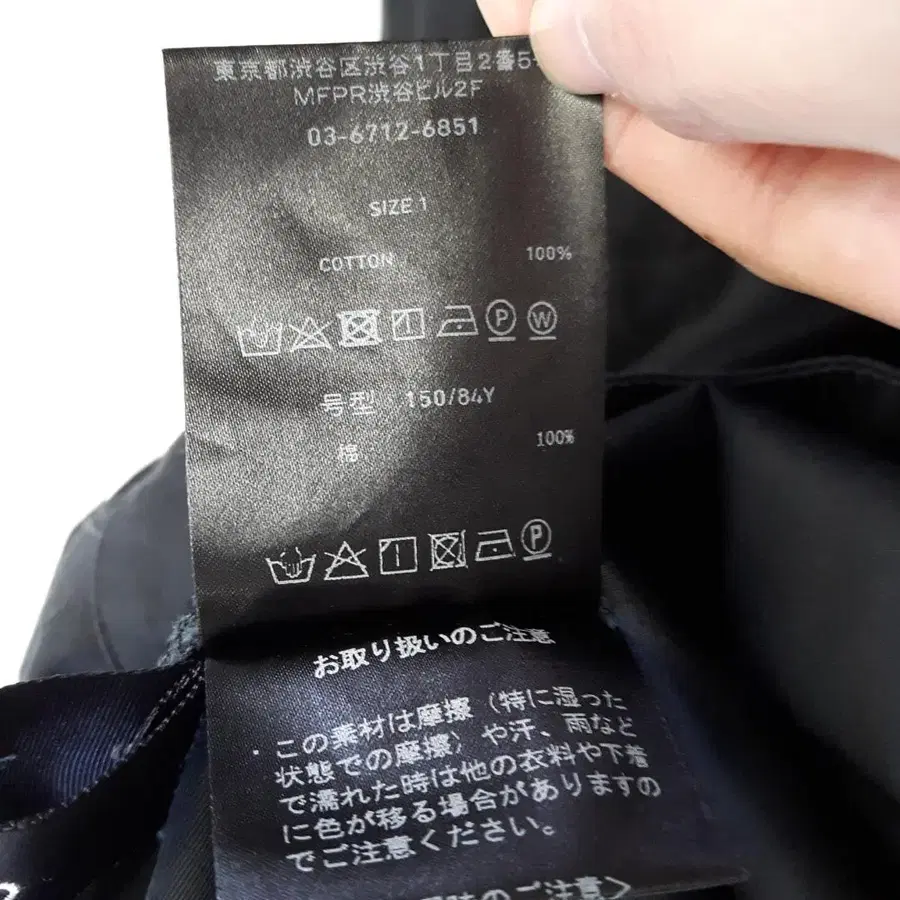 東京都渋谷区渋谷1丁目2番5
MFPR渋谷ビル2F
03-6712-6851
SIZE 1
COTTON 100%
P W
号型 150/84Y
棉 100%
P
お取り扱いのご注意
・この素材は摩擦(特に湿った
状態での摩擦)や汗、雨など
で濡れた時は他の衣料や下着
に色が移る場合がありますの
でご注意ください。
のご注意>